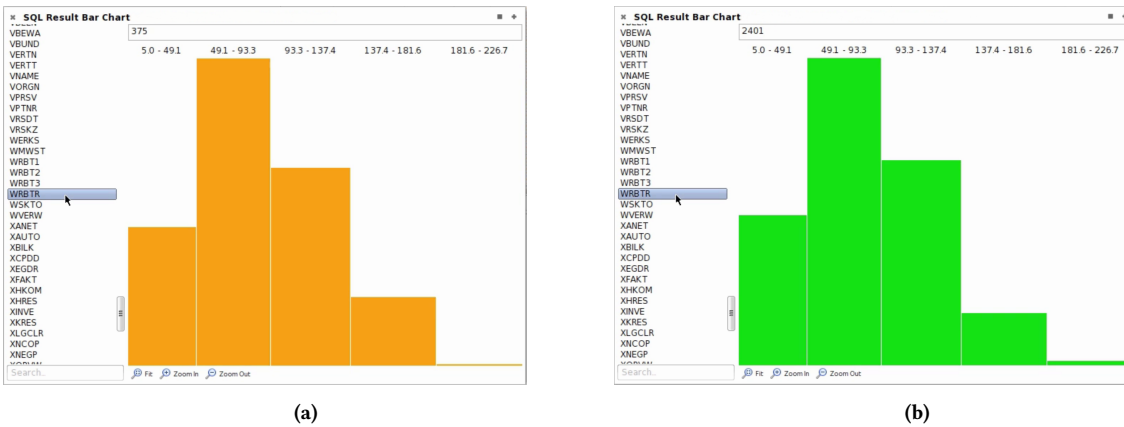 SQL Result Bar Chart
VBEWA
VBUND
VERTN
VERTT
VNAME
VORGN
VPRSV
VPTNR
VRSDT
VRSKZ
WERKS
WMWST
WRBT1
WRBT2
WRBT3
WRBTR
WSKTO
WVERW
XANET
XAUTO
XBILK
XCPDD
XEGDR
XFAKT
XHKOM
XHRES
XINVE
XKRES
XLGCLR
XNCOP
XNEGP
Search..
375
5.0 - 49.1 49.1 - 93.3 93.3 - 137.4 137.4 - 181.6 181.6 - 226.7
Fit Zoom In Zoom Out
(a)
SQL Result Bar Chart
VBEWA
VBUND
VERTN
VERTT
VNAME
VORGN
VPRSV
VPTNR
VRSDT
VRSKZ
WERKS
WMWST
WRBT1
WRBT2
WRBT3
WRBTR
WSKTO
WVERW
XANET
XAUTO
XBILK
XCPDD
XEGDR
XFAKT
XHKOM
XHRES
XINVE
XKRES
XLGCLR
XNCOP
XNEGP
Search..
2401
5.0 - 49.1 49.1 - 93.3 93.3 - 137.4 137.4 - 181.6 181.6 - 226.7
Fit Zoom In Zoom Out
(b)